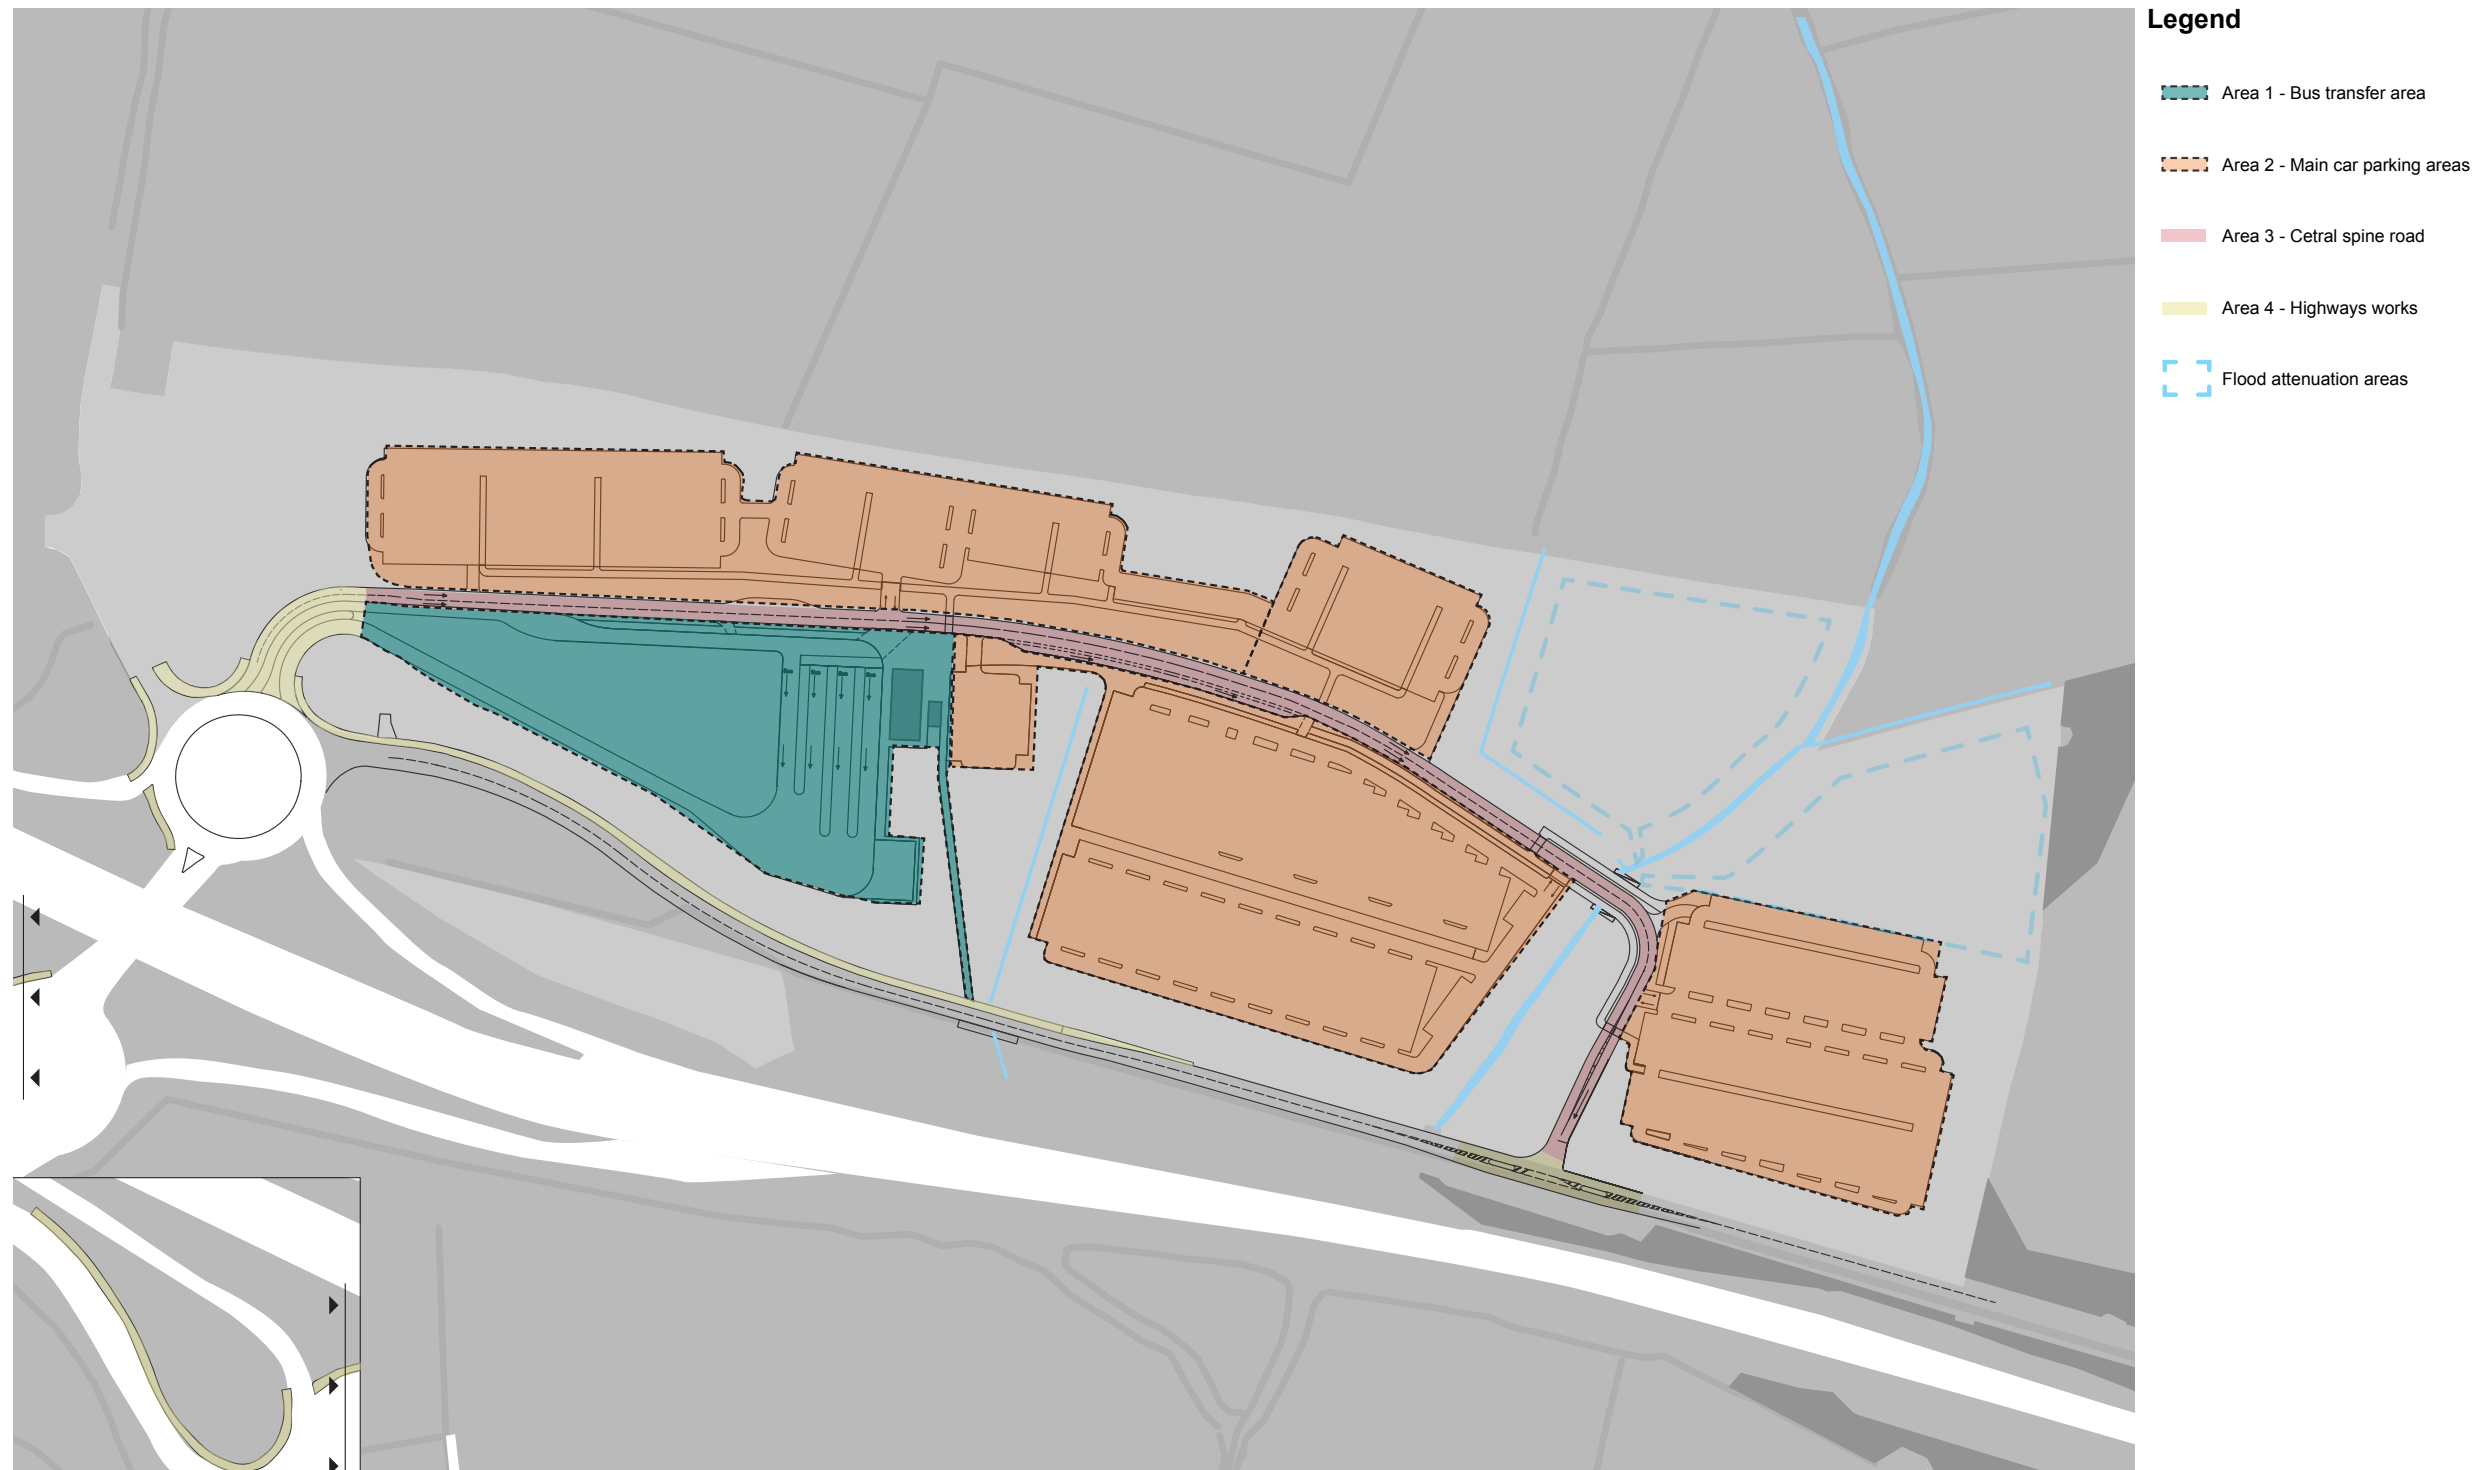 Legend
Area 1 - Bus transfer area
Area 2 - Main car parking areas
Area 3 - Cetral spine road
Area 4 - Highways works
Flood attenuation areas